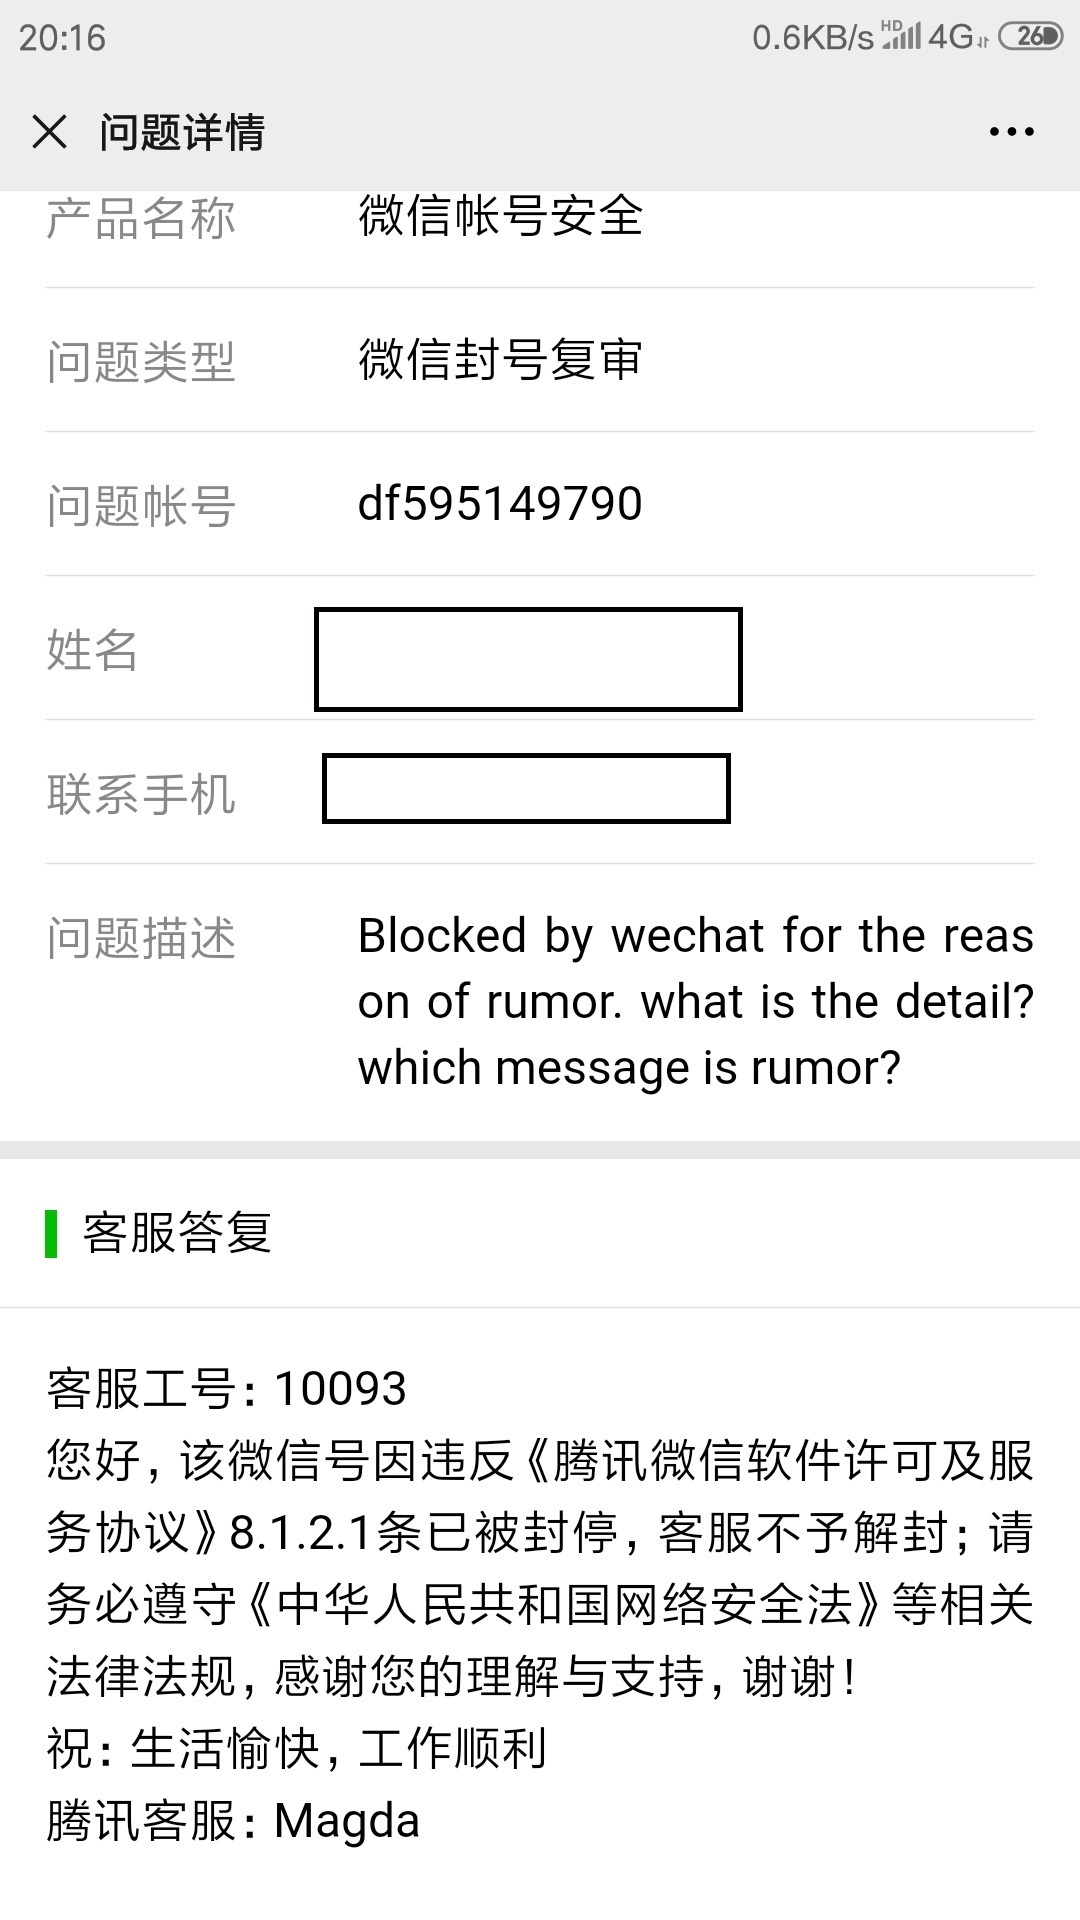 20:16 0.6KB/s HD 4G 26
问题详情
产品名称 微信帐号安全
问题类型 微信封号复审
问题帐号 df595149790
姓名
联系手机
问题描述 Blocked by wechat for the reas
on of rumor. what is the detail?
which message is rumor?
客服答复
客服工号：10093
您好，该微信号因违反《腾讯微信软件许可及服
务协议》8.1.2.1条已被封停，客服不予解封；请
务必遵守《中华人民共和国网络安全法》等相关
法律法规，感谢您的理解与支持，谢谢！
祝：生活愉快，工作顺利
腾讯客服：Magda